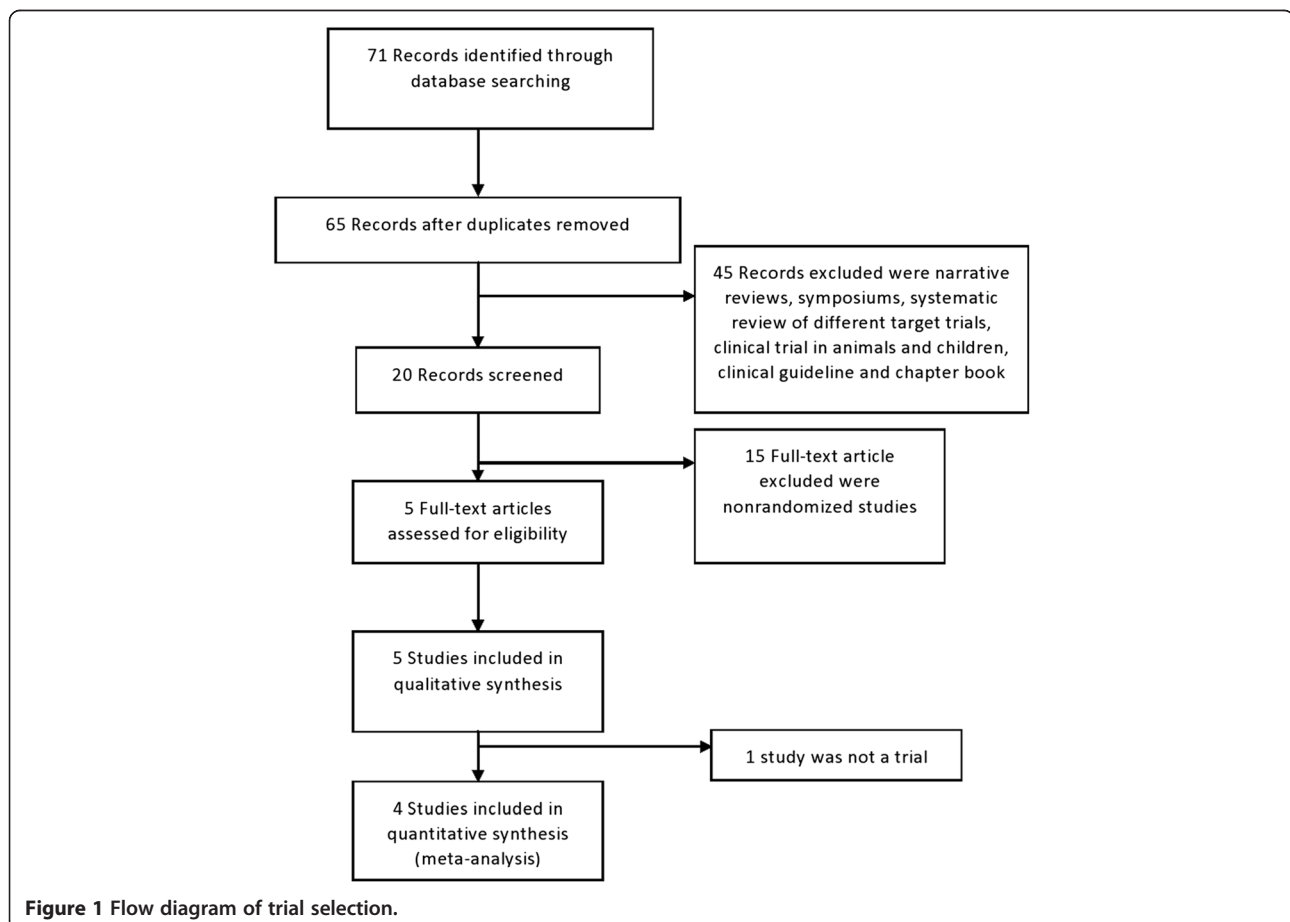 71 Records identified through
database searching
65 Records after duplicates removed
45 Records excluded were narrative
reviews, symposiums, systematic
review of different target trials,
clinical trial in animals and children,
clinical guideline and chapter book
20 Records screened
15 Full-text article
excluded were
nonrandomized studies
5 Full-text articles
assessed for eligibility
5 Studies included in
qualitative synthesis
1 study was not a trial
4 Studies included in
quantitative synthesis
(meta-analysis)
Figure 1 Flow diagram of trial selection.